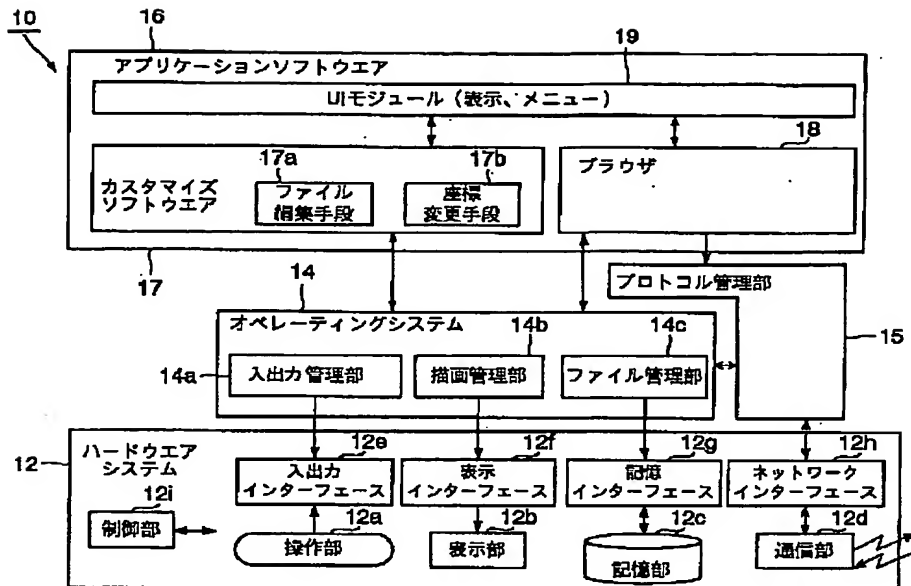 10
16
アプリケーションソフトウエア
19
UIモジュール(表示、メニュー)
18
17a
17b
カスタマイズ
ソフトウエア
ファイル
編集手段
座標
変更手段
ブラウザ
17
14
プロトコル管理部
オペレーティングシステム
14b
14c
15
14a
入出力管理部
描画管理部
ファイル管理部
12
ハードウエア
システム
12e
12f
12g
12h
入出力
インターフェース
表示
インターフェース
記憶
インターフェース
ネットワーク
インターフェース
12i
制御部
12a
操作部
12b
表示部
12c
記憶部
12d
通信部